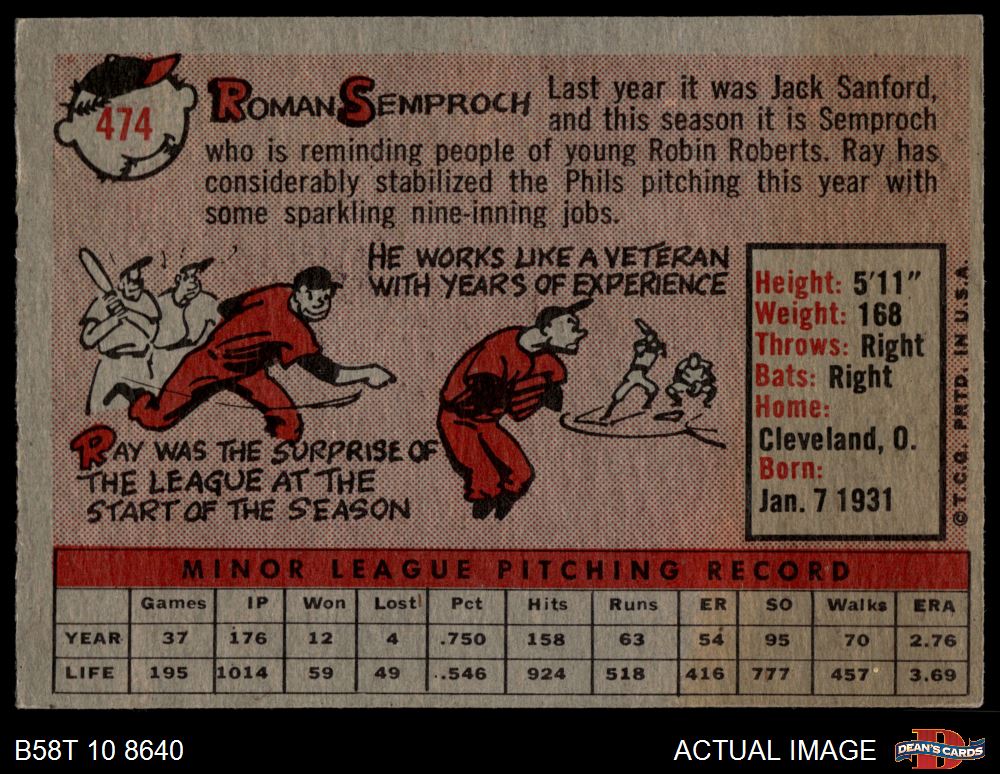 474
ROMAN SEMPROCH
Last year it was Jack Sanford,
and this season it is Semproch
who is reminding people of young Robin Roberts. Ray has
considerably stabilized the Phils pitching this year with
some sparkling nine-inning jobs.
HE WORKS LIKE A VETERAN
WITH YEARS OF EXPERIENCE
RAY WAS THE SURPRISE OF
THE LEAGUE AT THE
START OF THE SEASON
Height: 5'11"
Weight: 168
Throws: Right
Bats: Right
Home:
Cleveland, O.
Born:
Jan. 7 1931
© T.C.G. PRTD. IN U.S.A.
MINOR LEAGUE PITCHING RECORD
Games IP Won Lost Pct Hits Runs ER SO Walks ERA
YEAR 37 176 12 4 .750 158 63 54 95 70 2.76
LIFE 195 1014 59 49 ..546 924 518 416 777 457 3.69
B58T 10 8640
ACTUAL IMAGE
D
DEAN'S CARDS